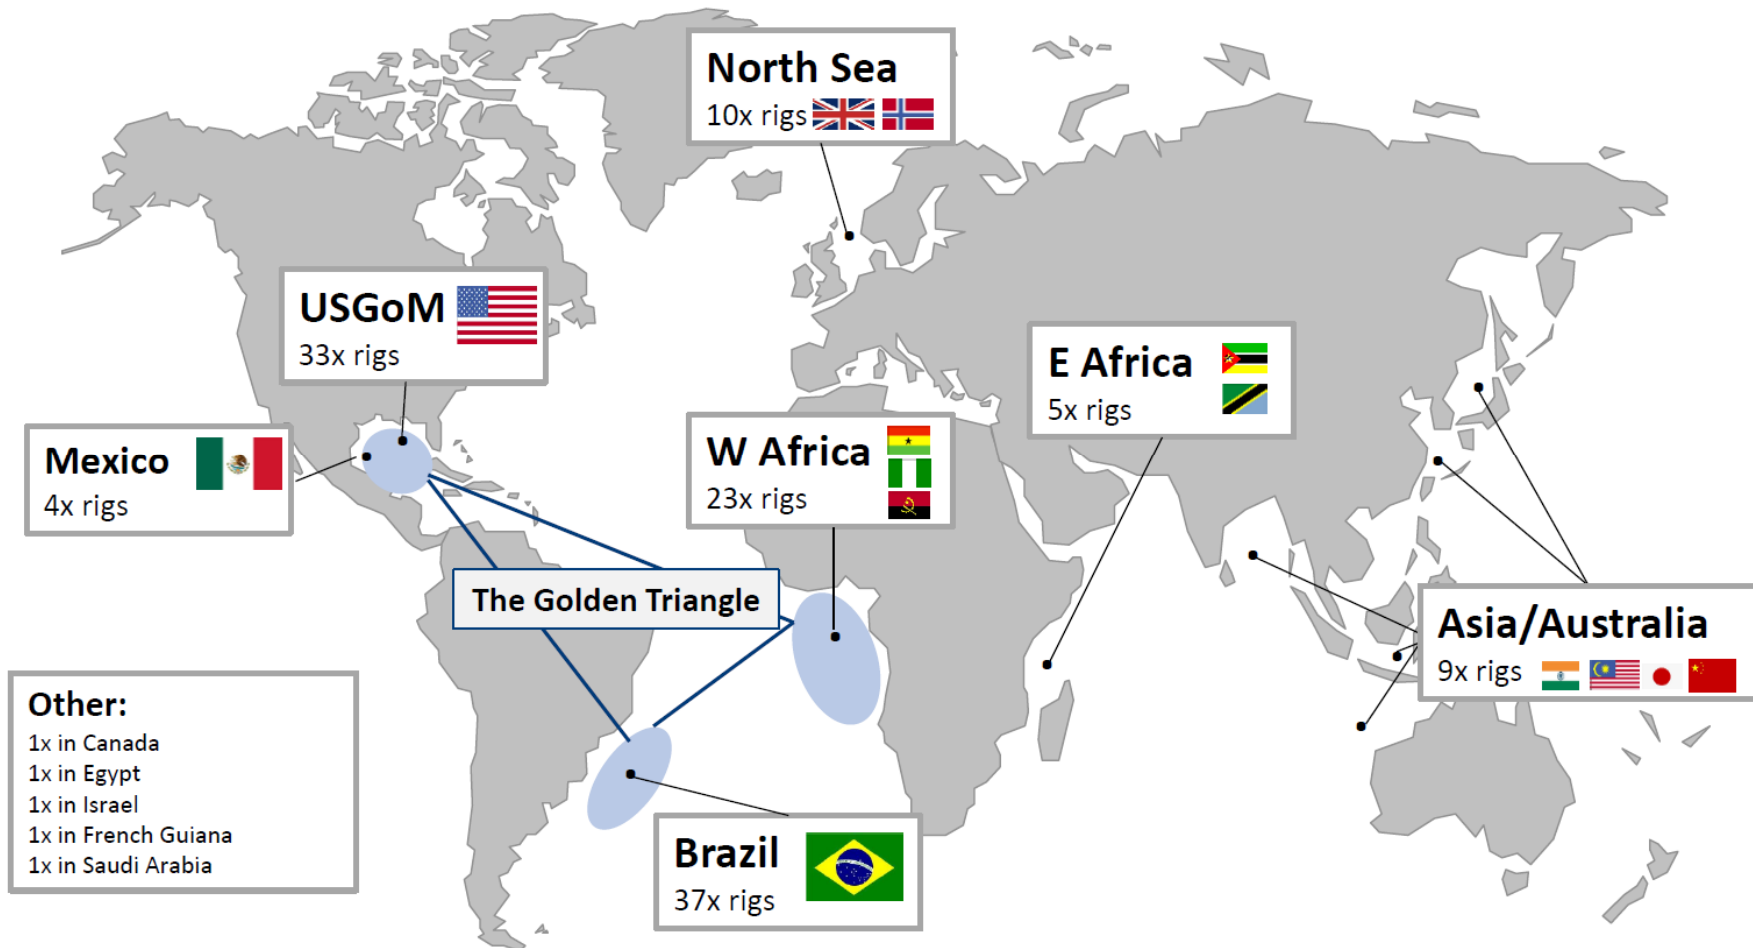 North Sea
10x rigs
USGoM
33x rigs
E Africa
5x rigs
Mexico
4x rigs
W Africa
23x rigs
The Golden Triangle
Asia/Australia
9x rigs
Other:
1x in Canada
1x in Egypt
1x in Israel
1x in French Guiana
1x in Saudi Arabia
Brazil
37x rigs